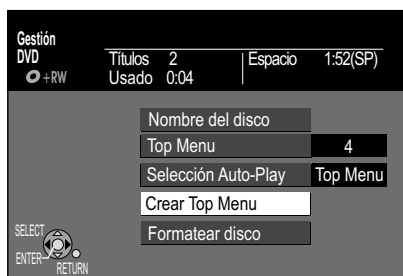 Gestión
DVD
+RW
Títulos 2 Espacio 1:52(SP)
Usado 0:04
Nombre del disco
Top Menu 4
Selección Auto-Play Top Menu
Crear Top Menu
Formatear disco
SELECT
ENTER
RETURN